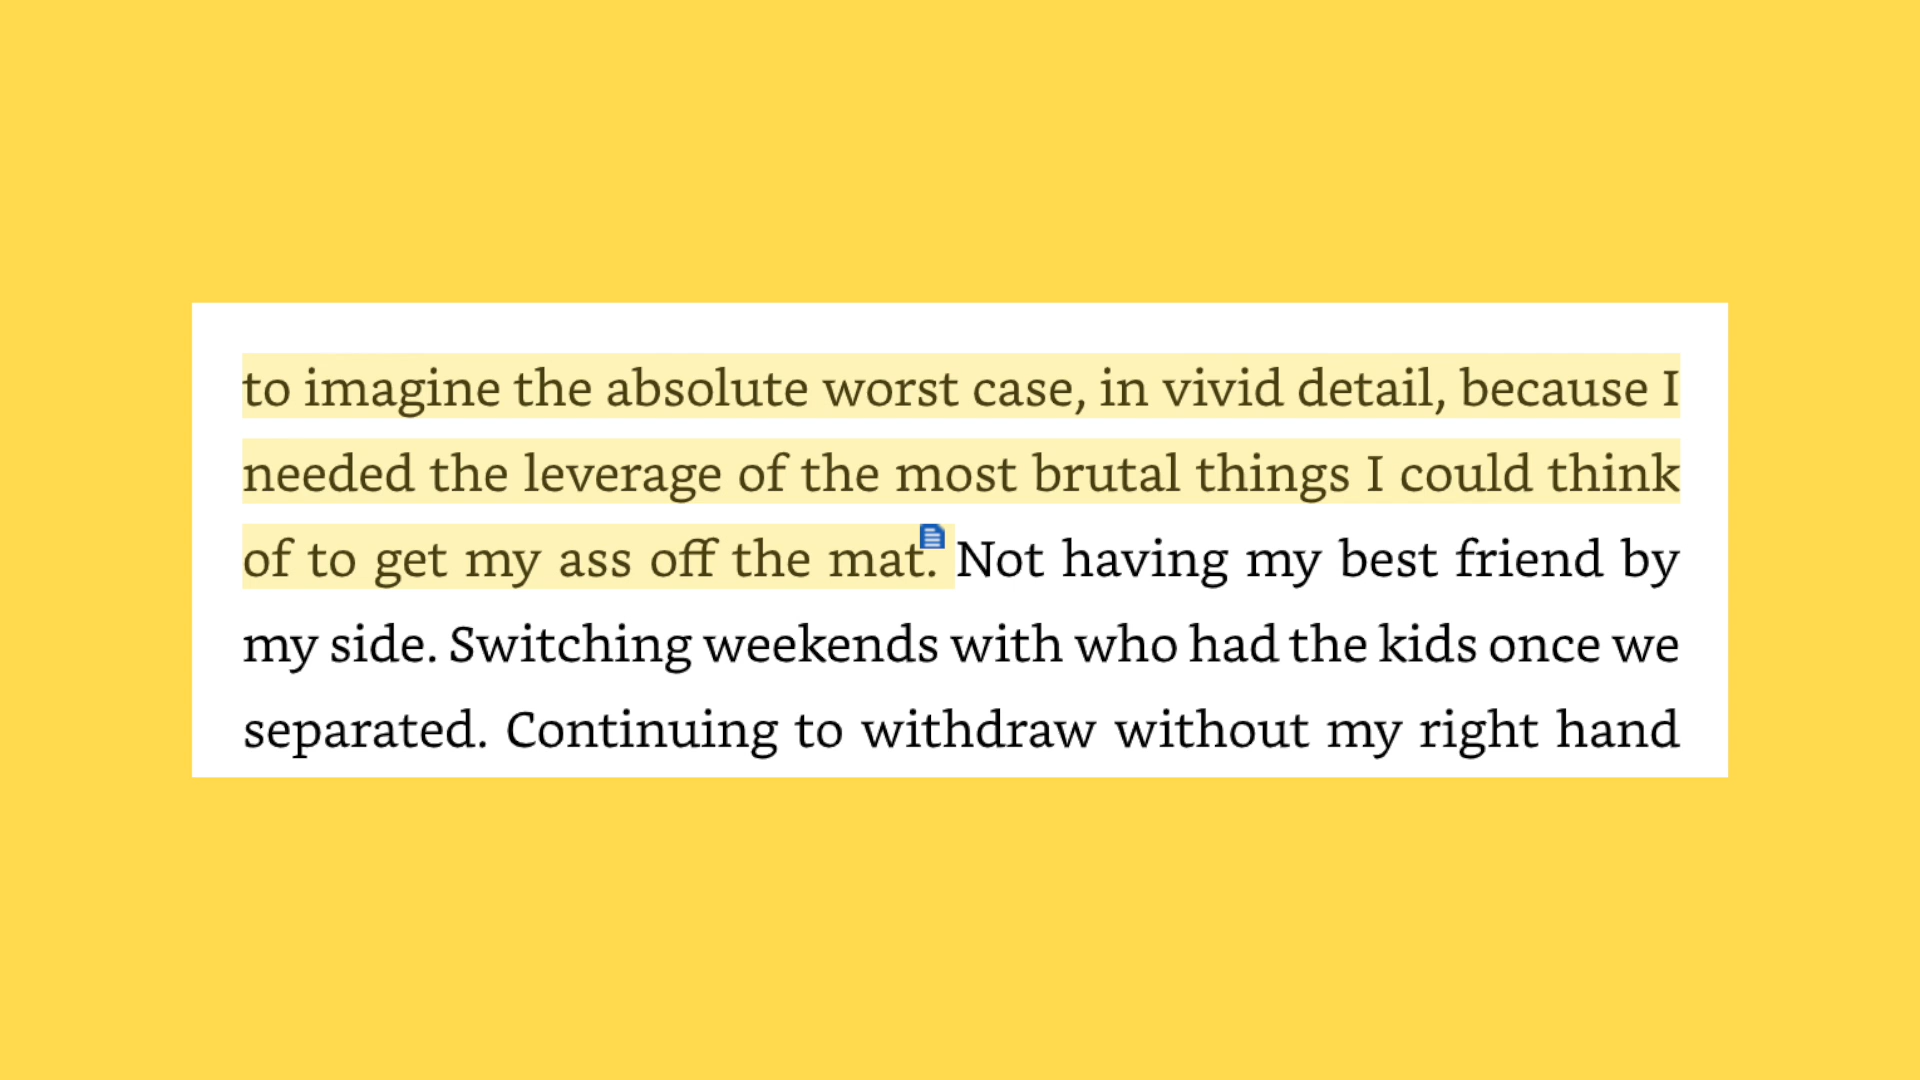 to imagine the absolute worst case, in vivid detail, because I
needed the leverage of the most brutal things I could think
of to get my ass off the mat. Not having my best friend by
my side. Switching weekends with who had the kids once we
separated. Continuing to withdraw without my right hand